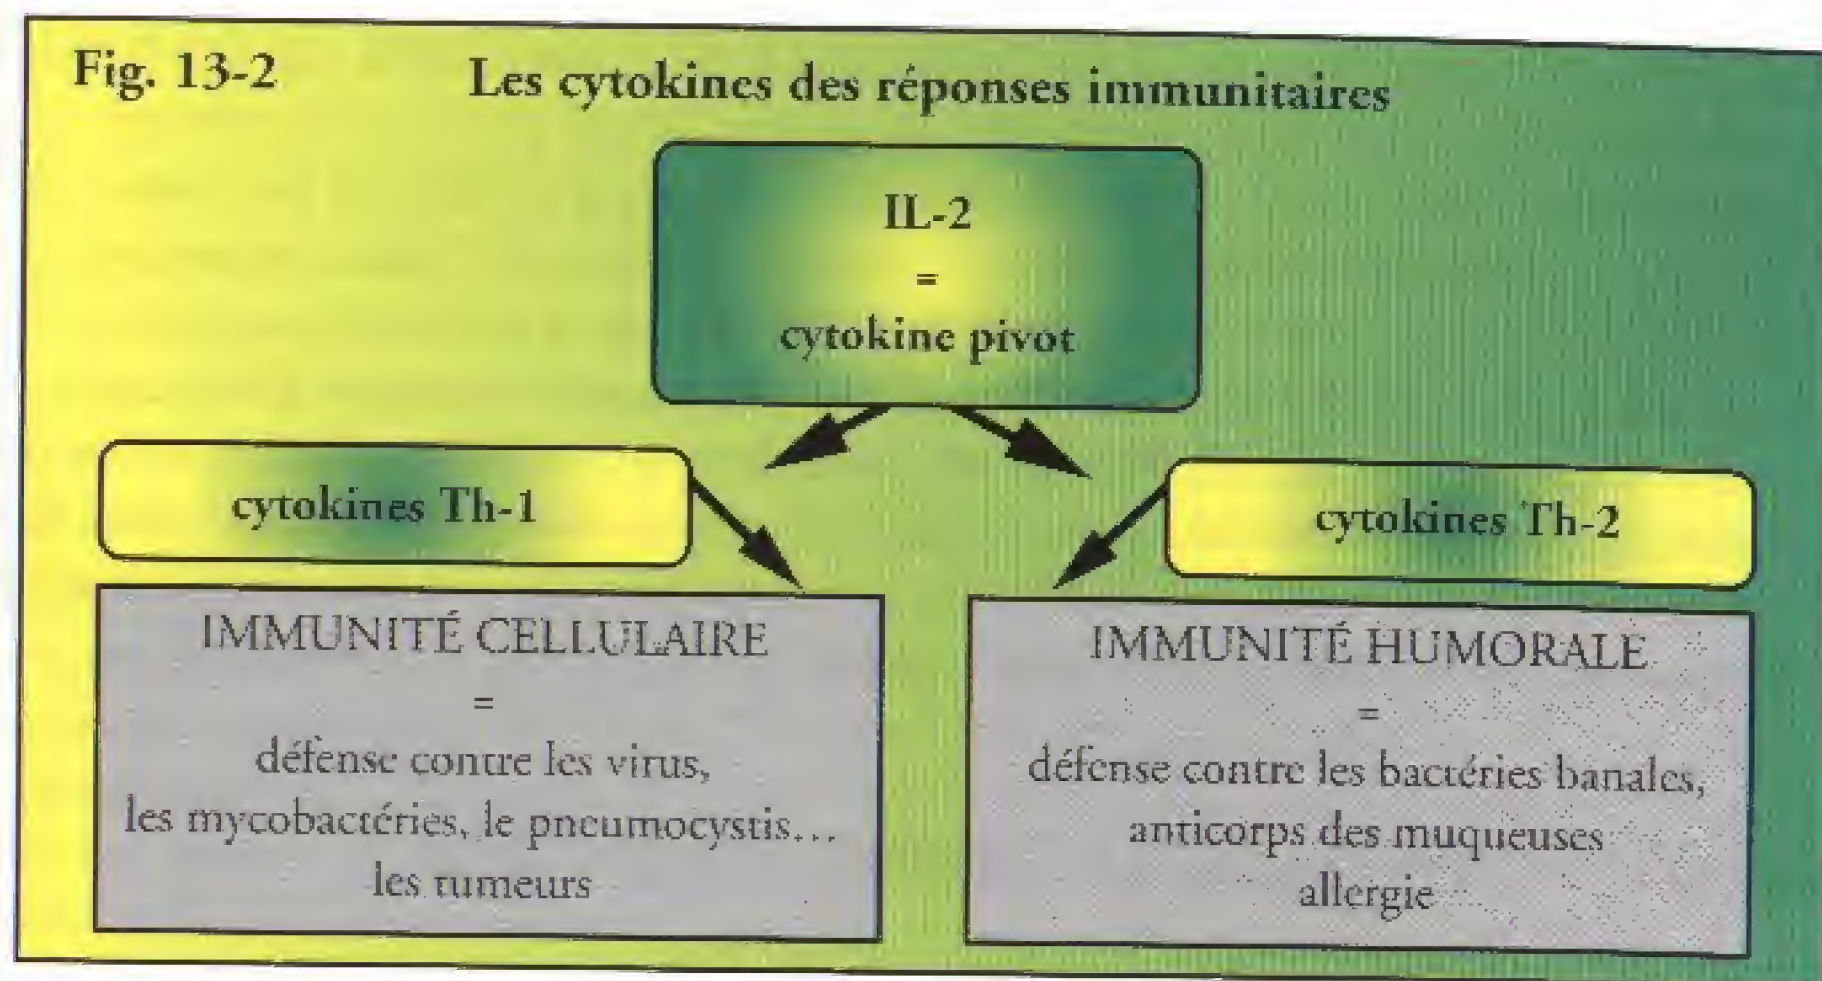 Fig. 13-2
Les cytokines des réponses immunitaires
IL-2
=
cytokine pivot
cytokines Th-1
cytokines Th-2
IMMUNITÉ CELLULAIRE
=
défense contre les virus,
les mycobactéries, le pneumocystis...
les tumeurs
IMMUNITÉ HUMORALE
=
défense contre les bactéries banales,
anticorps des muqueuses
allergie